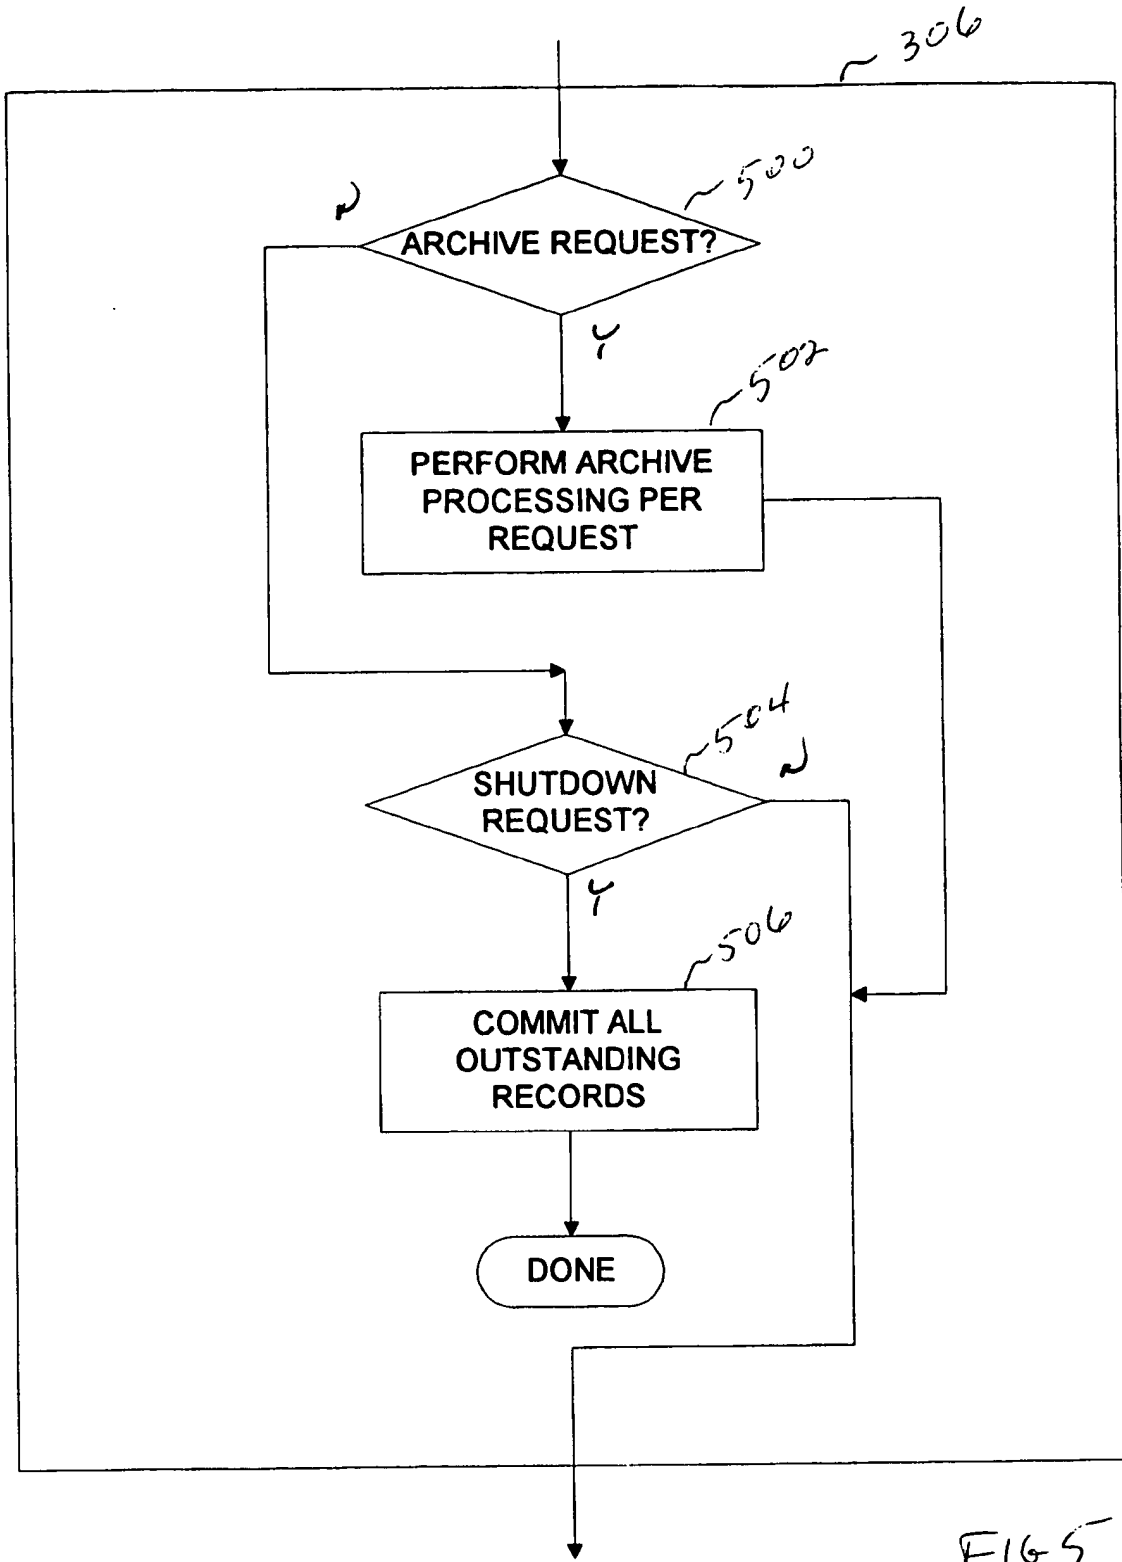 306
500
N
ARCHIVE REQUEST?
Y
502
PERFORM ARCHIVE
PROCESSING PER
REQUEST
504
N
SHUTDOWN
REQUEST?
Y
506
COMMIT ALL
OUTSTANDING
RECORDS
DONE
FIG 5